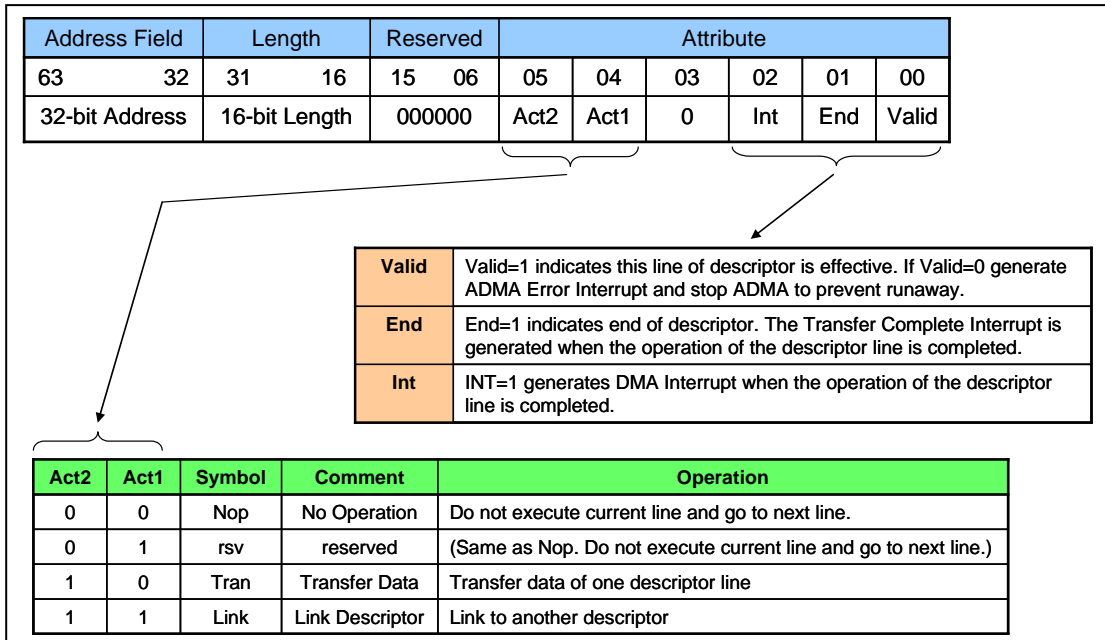 Address Field Length Reserved Attribute
63 32 31 16 15 06 05 04 03 02 01 00
32-bit Address 16-bit Length 000000 Act2 Act1 0 Int End Valid
Valid Valid=1 indicates this line of descriptor is effective. If Valid=0 generate
ADMA Error Interrupt and stop ADMA to prevent runaway.
End End=1 indicates end of descriptor. The Transfer Complete Interrupt is
generated when the operation of the descriptor line is completed.
Int INT=1 generates DMA Interrupt when the operation of the descriptor
line is completed.
Act2 Act1 Symbol Comment Operation
0 0 Nop No Operation Do not execute current line and go to next line.
0 1 rsv reserved (Same as Nop. Do not execute current line and go to next line.)
1 0 Tran Transfer Data Transfer data of one descriptor line
1 1 Link Link Descriptor Link to another descriptor